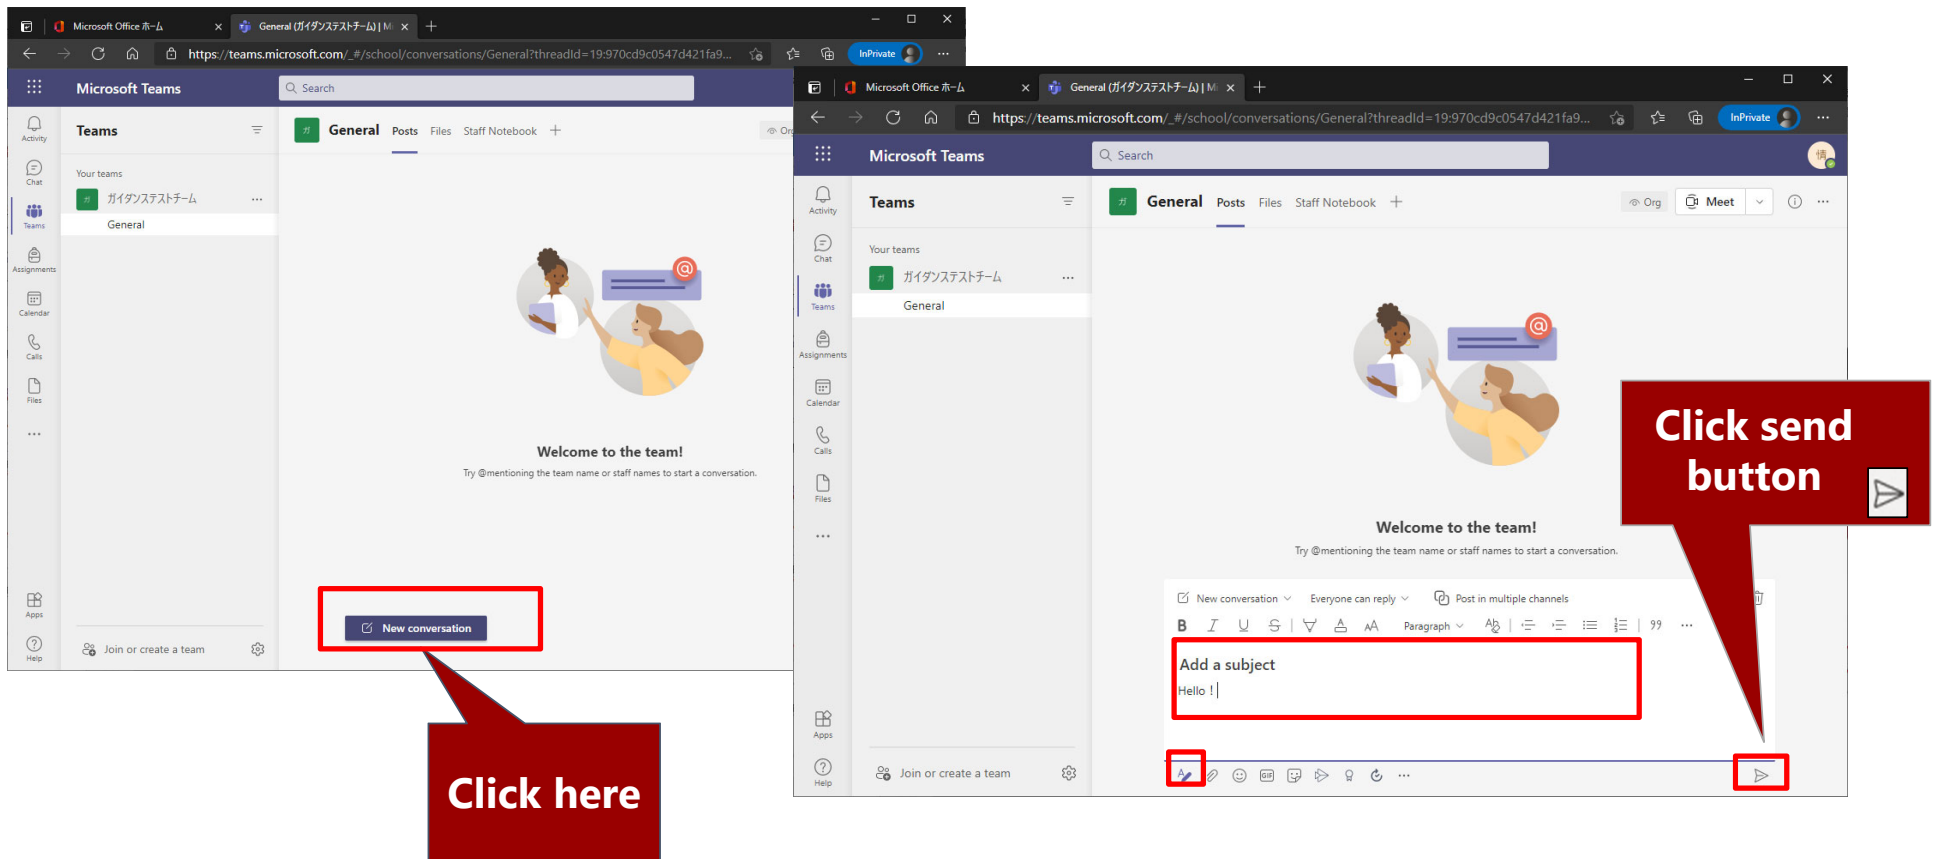 Microsoft Office ホーム
General (ガイダンステストチーム) | Mi
https://teams.microsoft.com/_#/school/conversations/General?threadId=19:970cd9c0547d421fa9...
InPrivate
Microsoft Teams
Search
Activity
Chat
Teams
Assignments
Calendar
Calls
Files
Apps
Help
Teams
Your teams
ガ
ガイダンステストチーム
General
Join or create a team
ガ
General
Posts
Files
Staff Notebook
Org
Welcome to the team!
Try @mentioning the team name or staff names to start a conversation.
New conversation
Click here
Microsoft Office ホーム
General (ガイダンステストチーム) | Mi
https://teams.microsoft.com/_#/school/conversations/General?threadId=19:970cd9c0547d421fa9...
InPrivate
Microsoft Teams
Search
情
Activity
Chat
Teams
Assignments
Calendar
Calls
Files
Apps
Help
Teams
Your teams
ガ
ガイダンステストチーム
General
Join or create a team
ガ
General
Posts
Files
Staff Notebook
Org
Meet
Welcome to the team!
Try @mentioning the team name or staff names to start a conversation.
New conversation
Everyone can reply
Post in multiple channels
Paragraph
Add a subject
Hello !
GIF
Click send
button